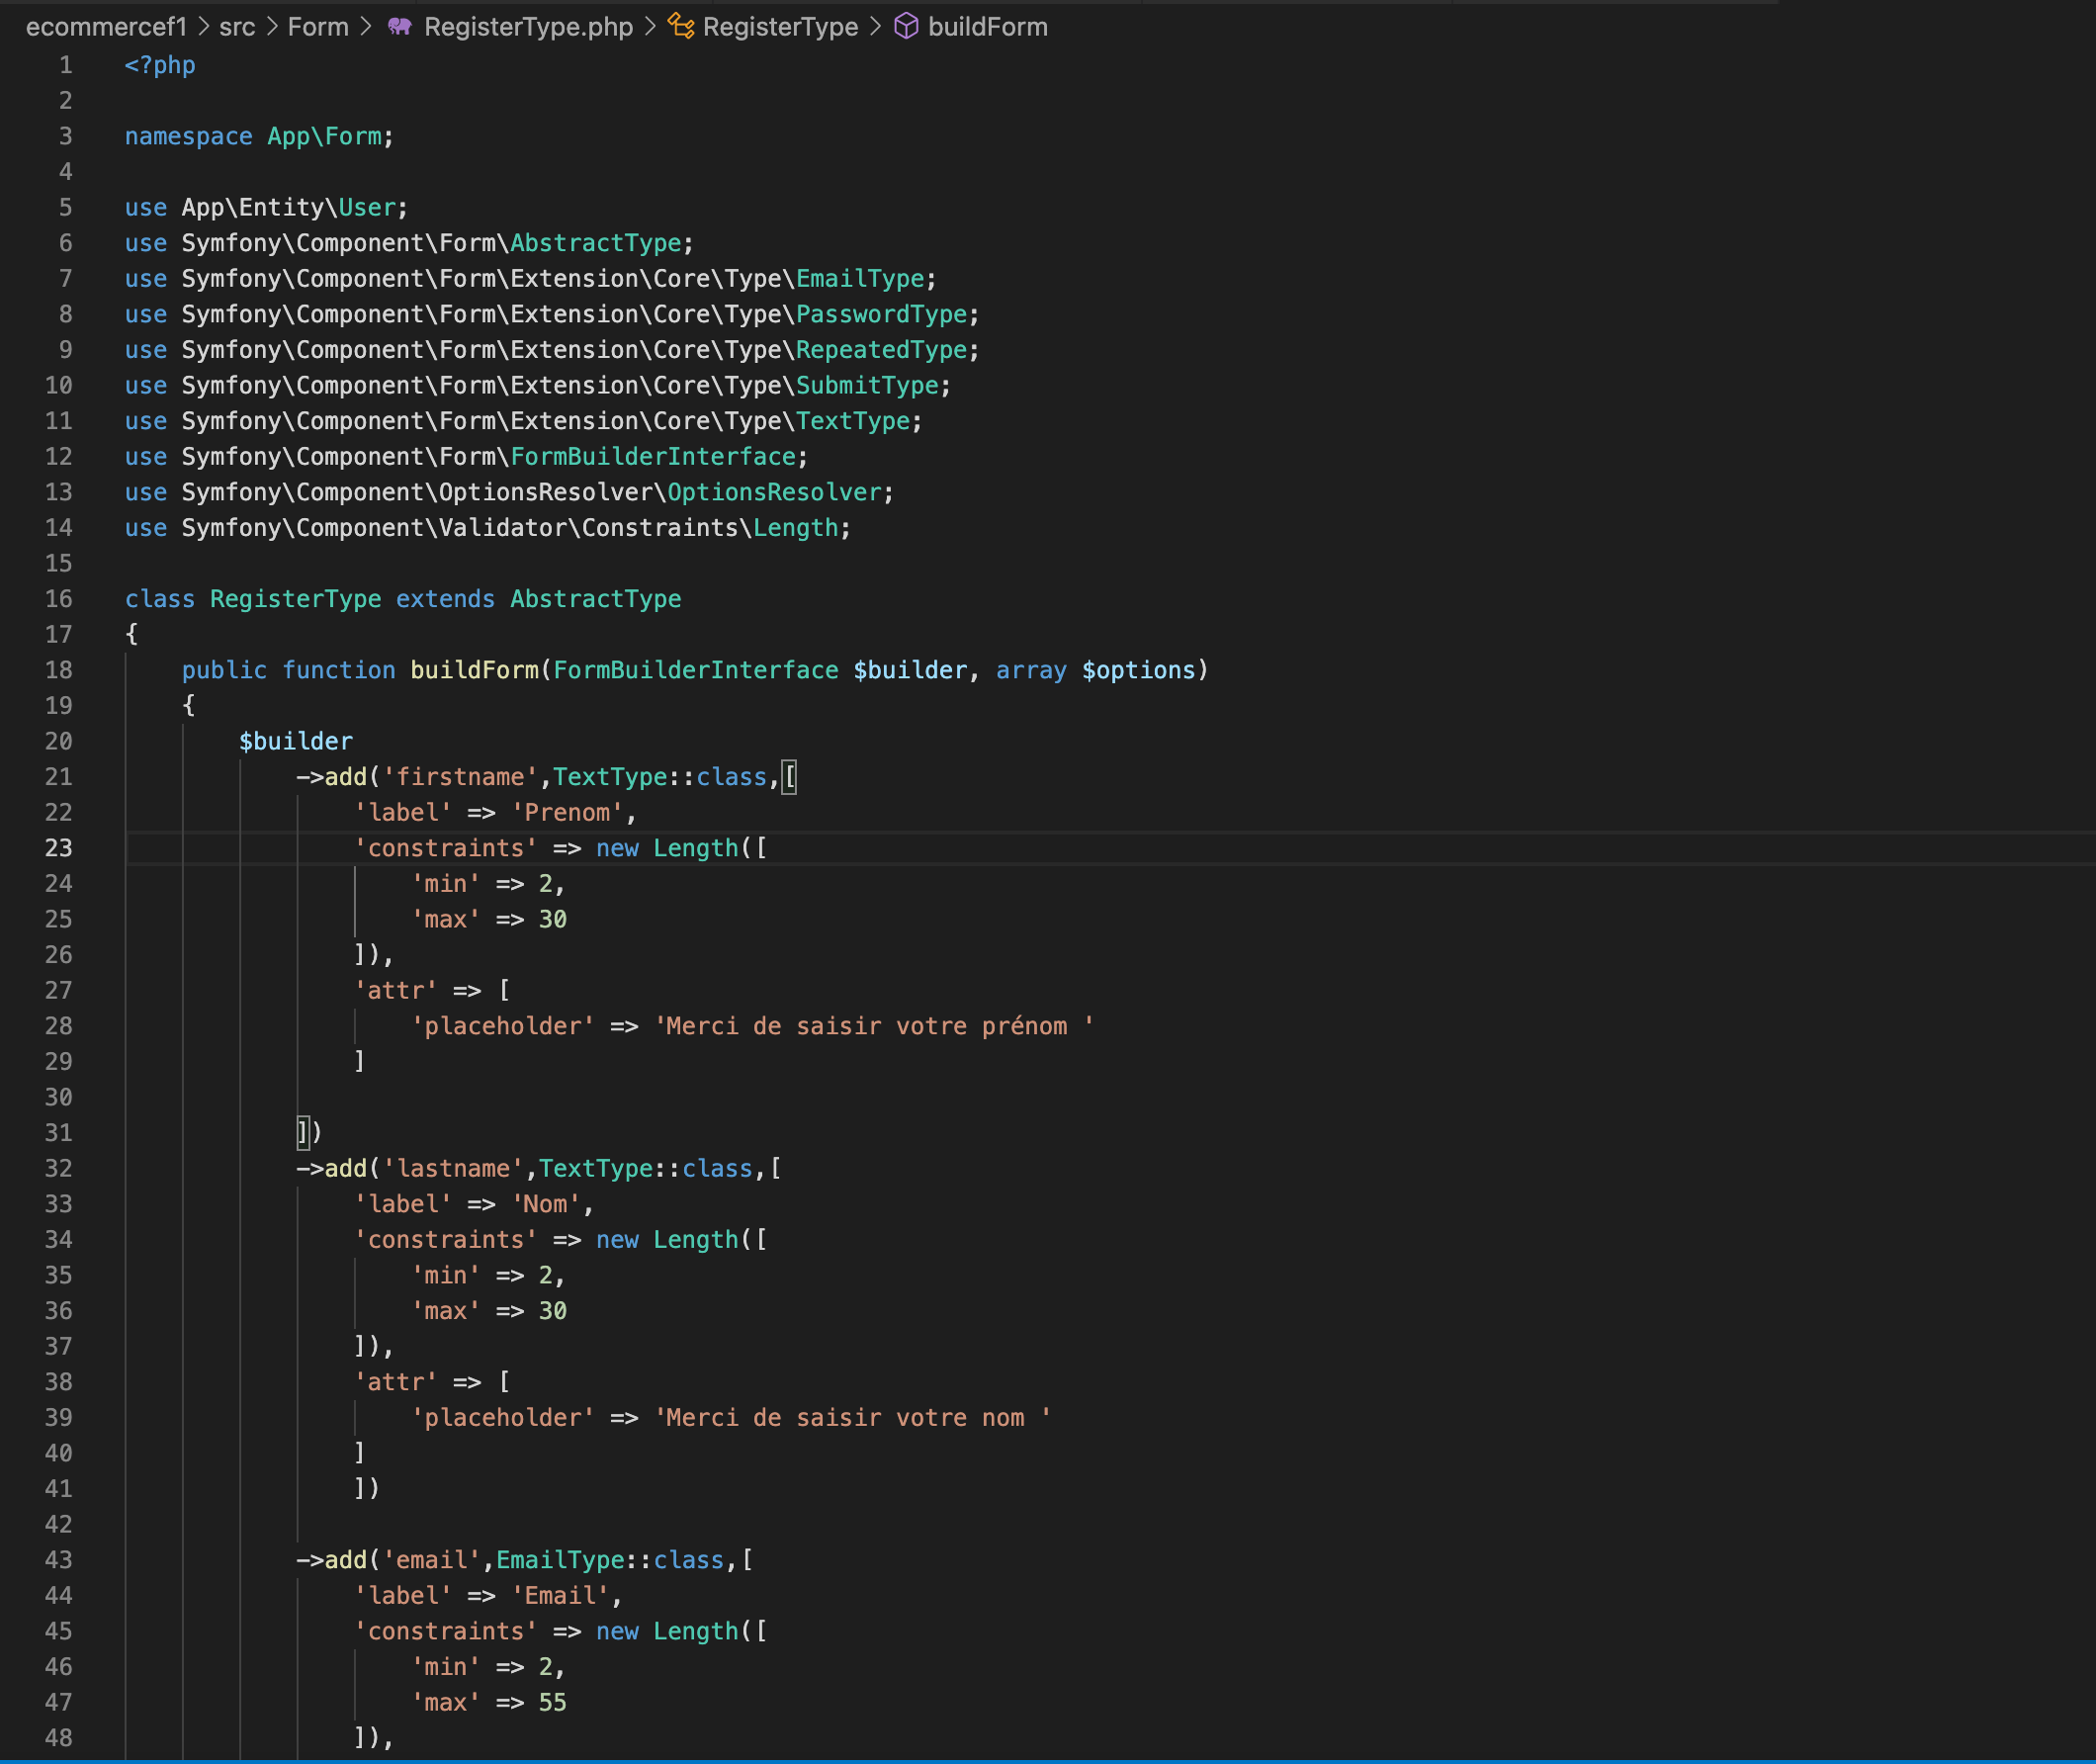 ecommercef1 > src > Form > RegisterType.php > RegisterType > buildForm
1 <?php
2
3 namespace App\Form;
4
5 use App\Entity\User;
6 use Symfony\Component\Form\AbstractType;
7 use Symfony\Component\Form\Extension\Core\Type\EmailType;
8 use Symfony\Component\Form\Extension\Core\Type\PasswordType;
9 use Symfony\Component\Form\Extension\Core\Type\RepeatedType;
10 use Symfony\Component\Form\Extension\Core\Type\SubmitType;
11 use Symfony\Component\Form\Extension\Core\Type\TextType;
12 use Symfony\Component\Form\FormBuilderInterface;
13 use Symfony\Component\OptionsResolver\OptionsResolver;
14 use Symfony\Component\Validator\Constraints\Length;
15
16 class RegisterType extends AbstractType
17 {
18     public function buildForm(FormBuilderInterface $builder, array $options)
19     {
20         $builder
21             ->add('firstname',TextType::class,[
22                 'label' => 'Prenom',
23                 'constraints' => new Length([
24                     'min' => 2,
25                     'max' => 30
26                 ]),
27                 'attr' => [
28                     'placeholder' => 'Merci de saisir votre prénom '
29                 ]
30
31             ])
32             ->add('lastname',TextType::class,[
33                 'label' => 'Nom',
34                 'constraints' => new Length([
35                     'min' => 2,
36                     'max' => 30
37                 ]),
38                 'attr' => [
39                     'placeholder' => 'Merci de saisir votre nom '
40                 ]
41                 ])
42
43             ->add('email',EmailType::class,[
44                 'label' => 'Email',
45                 'constraints' => new Length([
46                     'min' => 2,
47                     'max' => 55
48                 ]),